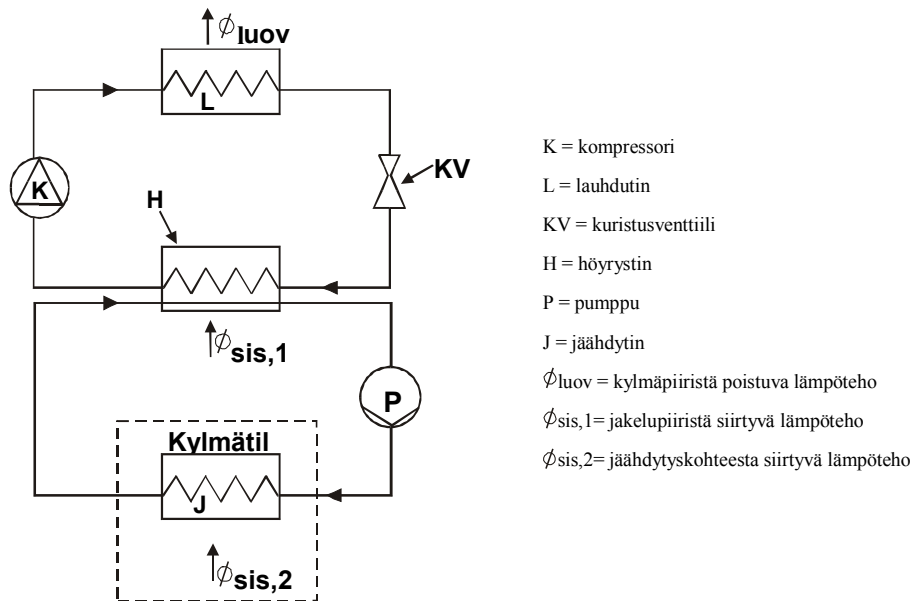 ϕluov
L
K
KV
H
ϕsis,1
P
Kylmätil
J
ϕsis,2
K = kompressori
L = lauhdutin
KV = kuristusventtiili
H = höyrystin
P = pumppu
J = jäähdytin
ϕluov = kylmäpiiristä poistuva lämpöteho
ϕsis,1= jakelupiiristä siirtyvä lämpöteho
ϕsis,2= jäähdytyskohteesta siirtyvä lämpöteho